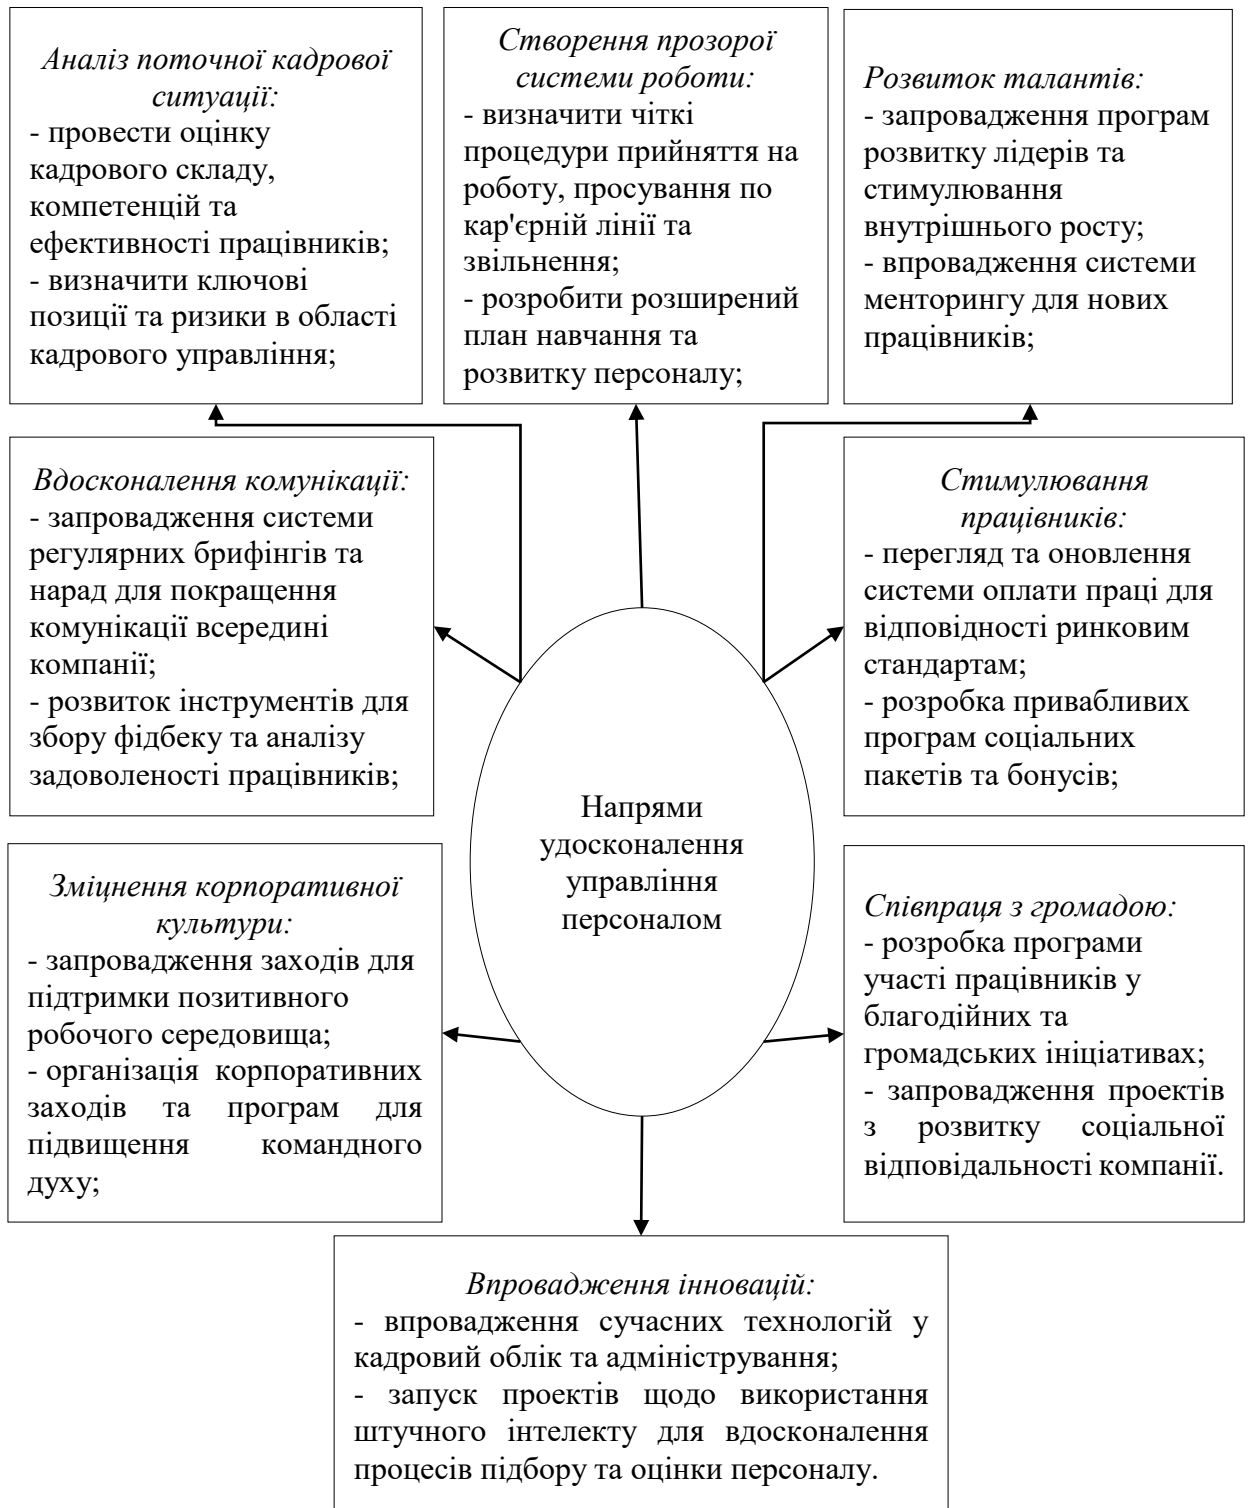 Аналіз поточної кадрової
ситуації:
- провести оцінку
кадрового складу,
компетенцій та
ефективності працівників;
- визначити ключові
позиції та ризики в області
кадрового управління;
Створення прозорої
системи роботи:
- визначити чіткі
процедури прийняття на
роботу, просування по
кар'єрній лінії та
звільнення;
- розробити розширений
план навчання та
розвитку персоналу;
Розвиток талантів:
- запровадження програм
розвитку лідерів та
стимулювання
внутрішнього росту;
- впровадження системи
менторингу для нових
працівників;
Вдосконалення комунікації:
- запровадження системи
регулярних брифінгів та
нарад для покращення
комунікації всередині
компанії;
- розвиток інструментів для
збору фідбеку та аналізу
задоволеності працівників;
Стимулювання
працівників:
- перегляд та оновлення
системи оплати праці для
відповідності ринковим
стандартам;
- розробка привабливих
програм соціальних
пакетів та бонусів;
Напрями
удосконалення
управління
персоналом
Зміцнення корпоративної
культури:
- запровадження заходів для
підтримки позитивного
робочого середовища;
- організація корпоративних
заходів та програм для
підвищення командного
духу;
Співпраця з громадою:
- розробка програми
участі працівників у
благодійних та
громадських ініціативах;
- запровадження проектів
з розвитку соціальної
відповідальності компанії.
Впровадження інновацій:
- впровадження сучасних технологій у
кадровий облік та адміністрування;
- запуск проектів щодо використання
штучного інтелекту для вдосконалення
процесів підбору та оцінки персоналу.